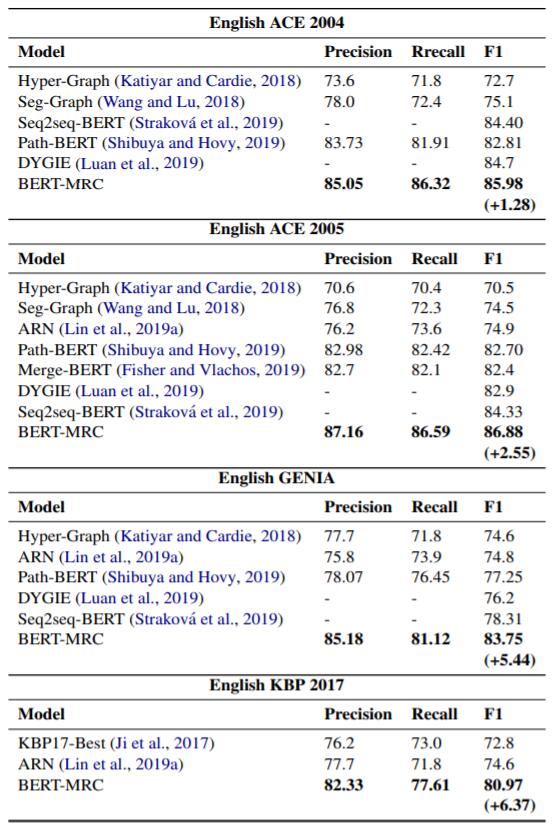 English ACE 2004
Model Precision Rrecall F1
Hyper-Graph (Katiyar and Cardie, 2018) 73.6 71.8 72.7
Seg-Graph (Wang and Lu, 2018) 78.0 72.4 75.1
Seq2seq-BERT (Straková et al., 2019) - - 84.40
Path-BERT (Shibuya and Hovy, 2019) 83.73 81.91 82.81
DYGIE (Luan et al., 2019) - - 84.7
BERT-MRC 85.05 86.32 85.98
(+1.28)
English ACE 2005
Model Precision Recall F1
Hyper-Graph (Katiyar and Cardie, 2018) 70.6 70.4 70.5
Seg-Graph (Wang and Lu, 2018) 76.8 72.3 74.5
ARN (Lin et al., 2019a) 76.2 73.6 74.9
Path-BERT (Shibuya and Hovy, 2019) 82.98 82.42 82.70
Merge-BERT (Fisher and Vlachos, 2019) 82.7 82.1 82.4
DYGIE (Luan et al., 2019) - - 82.9
Seq2seq-BERT (Straková et al., 2019) - - 84.33
BERT-MRC 87.16 86.59 86.88
(+2.55)
English GENIA
Model Precision Recall F1
Hyper-Graph (Katiyar and Cardie, 2018) 77.7 71.8 74.6
ARN (Lin et al., 2019a) 75.8 73.9 74.8
Path-BERT (Shibuya and Hovy, 2019) 78.07 76.45 77.25
DYGIE (Luan et al., 2019) - - 76.2
Seq2seq-BERT (Straková et al., 2019) - - 78.31
BERT-MRC 85.18 81.12 83.75
(+5.44)
English KBP 2017
Model Precision Recall F1
KBP17-Best (Ji et al., 2017) 76.2 73.0 72.8
ARN (Lin et al., 2019a) 77.7 71.8 74.6
BERT-MRC 82.33 77.61 80.97
(+6.37)